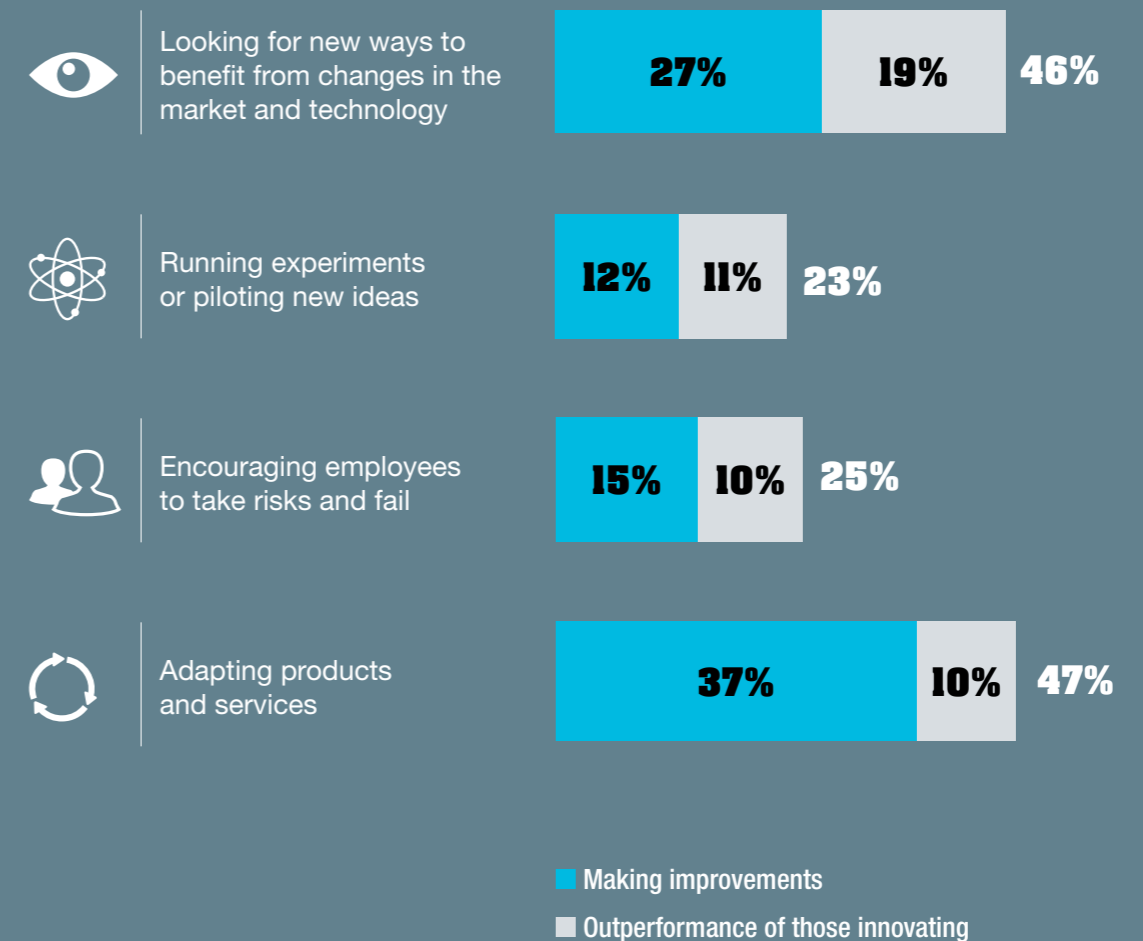 Looking for new ways to
benefit from changes in the
market and technology
27% 19% 46%
Running experiments
or piloting new ideas
12% 11% 23%
Encouraging employees
to take risks and fail
15% 10% 25%
Adapting products
and services
37% 10% 47%
Making improvements
Outperformance of those innovating